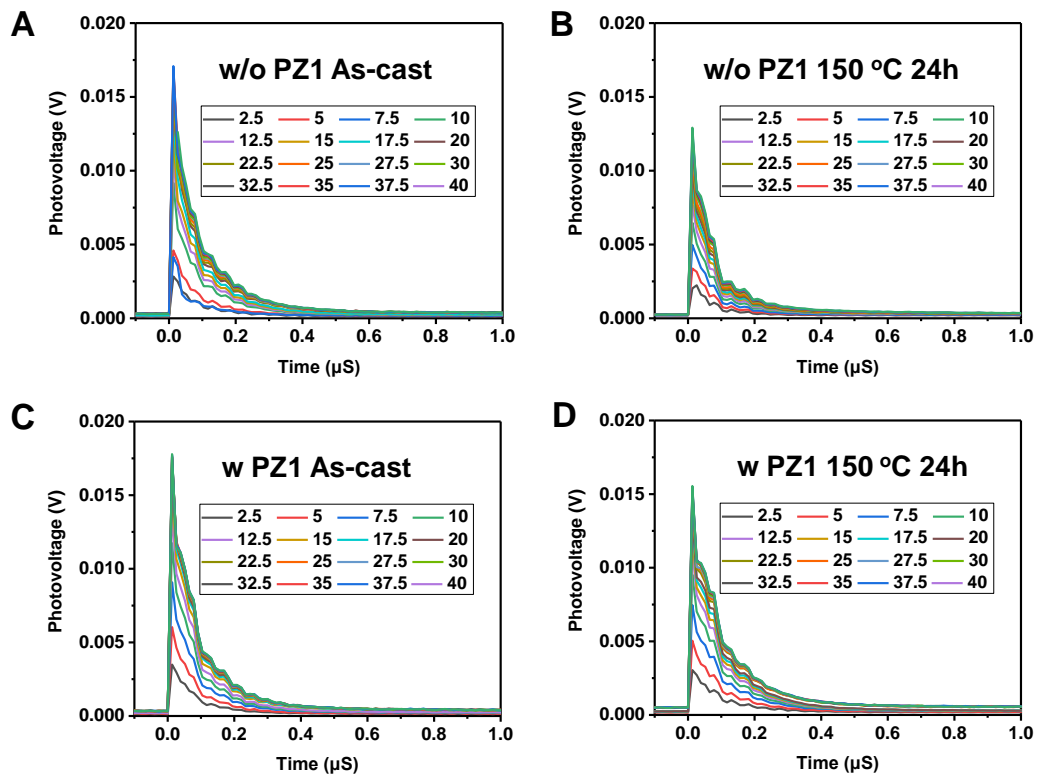 A
Photovoltage (V)
0.020
0.015
0.010
0.005
0.000
w/o PZ1 As-cast
2.5 5 7.5 10
12.5 15 17.5 20
22.5 25 27.5 30
32.5 35 37.5 40
0.0 0.2 0.4 0.6 0.8 1.0
Time (µS)
B
Photovoltage (V)
0.020
0.015
0.010
0.005
0.000
w/o PZ1 150 ºC 24h
2.5 5 7.5 10
12.5 15 17.5 20
22.5 25 27.5 30
32.5 35 37.5 40
0.0 0.2 0.4 0.6 0.8 1.0
Time (µS)
C
Photovoltage (V)
0.020
0.015
0.010
0.005
0.000
w PZ1 As-cast
2.5 5 7.5 10
12.5 15 17.5 20
22.5 25 27.5 30
32.5 35 37.5 40
0.0 0.2 0.4 0.6 0.8 1.0
Time (µS)
D
Photovoltage (V)
0.020
0.015
0.010
0.005
0.000
w PZ1 150 ºC 24h
2.5 5 7.5 10
12.5 15 17.5 20
22.5 25 27.5 30
32.5 35 37.5 40
0.0 0.2 0.4 0.6 0.8 1.0
Time (µS)